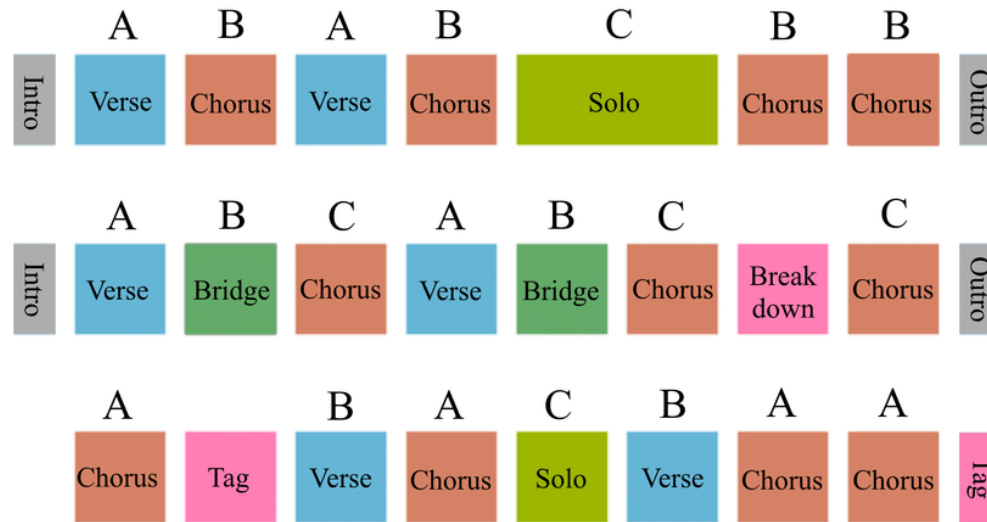 A B A B C B B
Intro Verse Chorus Verse Chorus Solo Chorus Chorus Outro
A B C A B C C
Intro Verse Bridge Chorus Verse Bridge Chorus Break down Chorus Outro
A B A C B A A
Chorus Tag Verse Chorus Solo Verse Chorus Chorus Tag